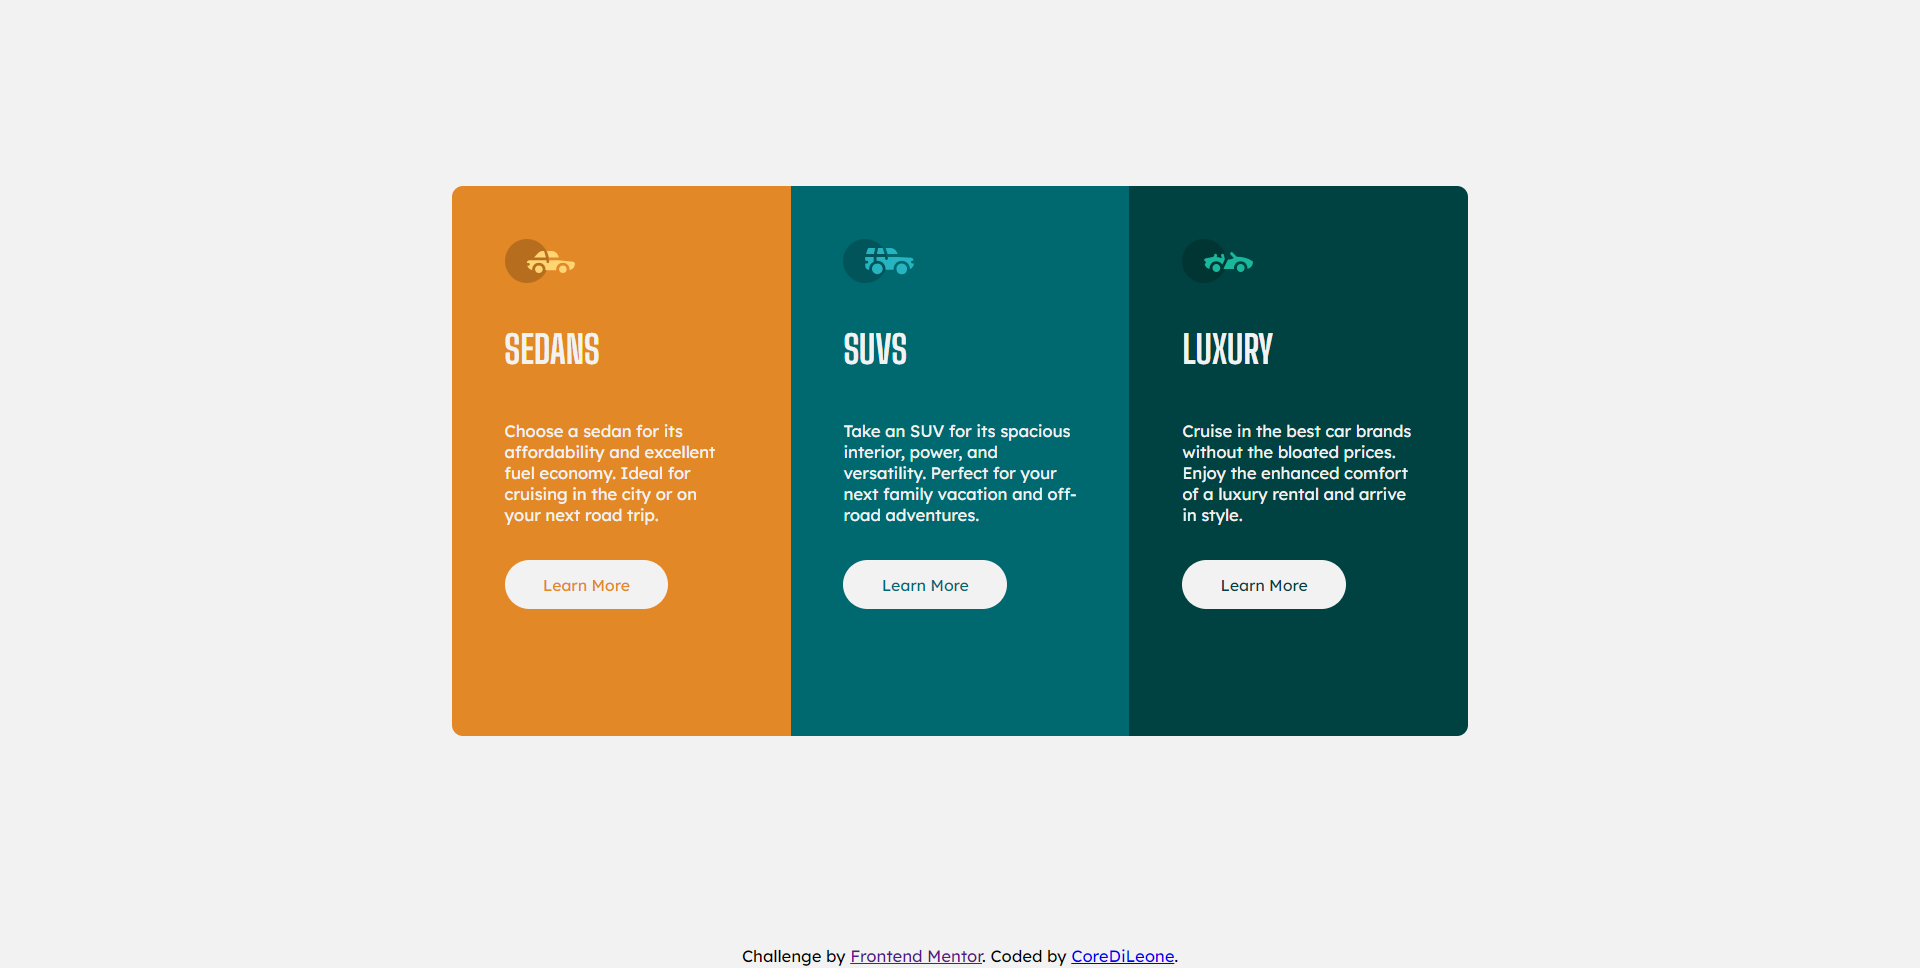 SEDANS
Choose a sedan for its
affordability and excellent
fuel economy. Ideal for
cruising in the city or on
your next road trip.
Learn More
SUVS
Take an SUV for its spacious
interior, power, and
versatility. Perfect for your
next family vacation and off-
road adventures.
Learn More
LUXURY
Cruise in the best car brands
without the bloated prices.
Enjoy the enhanced comfort
of a luxury rental and arrive
in style.
Learn More
Challenge by Frontend Mentor. Coded by CoreDiLeone.